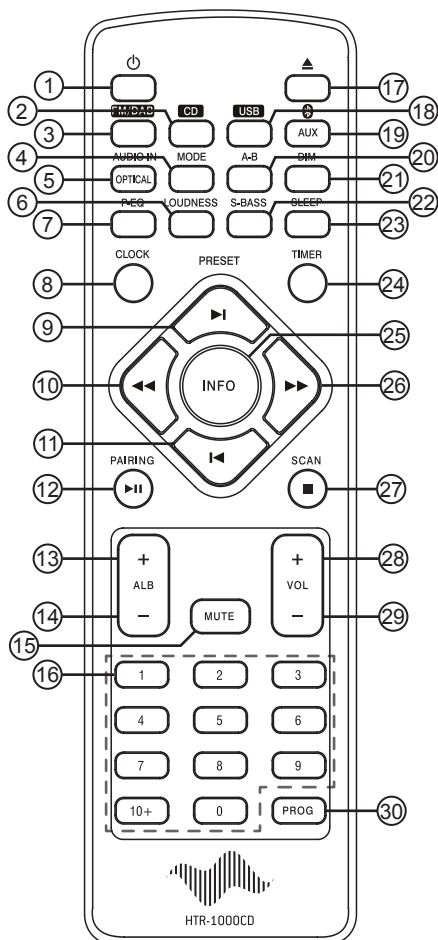 1 17
2 FM/DAB CD USB 18
3 AUX 19
4 AUDIO IN MODE A-B DIM 20
5 OPTICAL 21
6 P-EQ LOUDNESS S-BASS SLEEP 22
7 23
CLOCK PRESET TIMER
8 24
9 25
10 INFO 26
11
PAIRING SCAN
12 27
13 + + 28
ALB VOL
14 − − 29
15 MUTE
16 1 2 3
4 5 6
7 8 9
10+ 0 PROG 30
HTR-1000CD